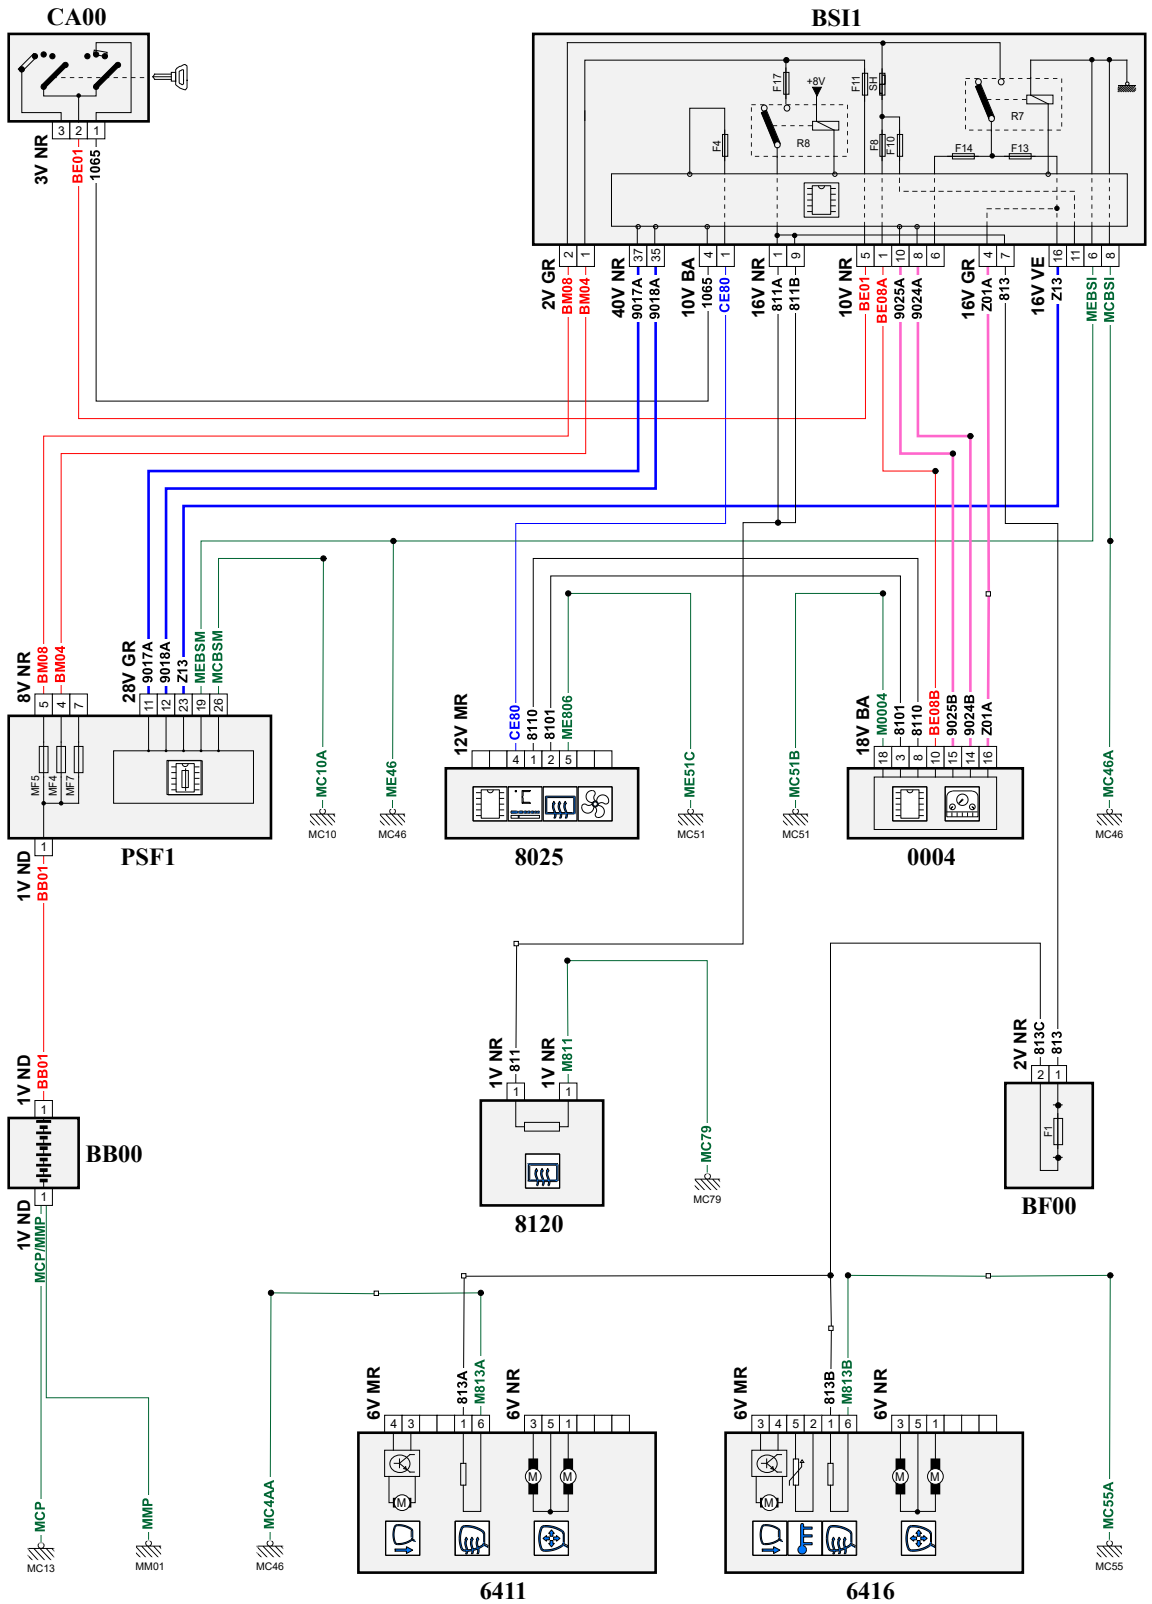 CA00
BSI1
F17
+8V
F11
SH
R7
F4
R8
F8
F10
F14
F13
3 2 1
3V NR
BE01
1065
2 1
37 35
4 1
1 9
5 1 10 8 6
4 7
16 11 6 8
2V GR
BM08
BM04
40V NR
9017A
9018A
10V BA
1065
CE80
16V NR
811A
811B
10V NR
BE01
BE08A
9025A
9024A
16V GR
Z01A
813
16V VE
Z13
MEBSI
MCBSI
8V NR
BM08
BM04
28V GR
9017A
9018A
Z13
MEBSM
MCBSM
5 4 7
11 12 23 19 26
12V MR
CE80
8110
8101
ME806
4 1 2 5
18V BA
M0004
8101
8110
BE08B
9025B
9024B
Z01A
18 3 8 10 15 14 16
MF5
MF4
MF7
MC10A
MC10
ME46
MC46
°C
ME51C
MC51
MC51B
MC51
MC46A
MC46
PSF1
8025
0004
1
1V ND
BB01
1V ND
BB01
1
BB00
1
1V ND
MCP/MMP
1V NR
811
1V NR
M811
1
1
8120
MC79
MC79
2V NR
813C
813
2 1
F1
BF00
6V MR
813A
M813A
6V NR
4 3 1 6
3 5 1
M
M
M
6411
6V MR
813B
M813B
6V NR
3 4 5 2 1 6
3 5 1
M
M
M
6416
MCP
MC13
MMP
MM01
MC4AA
MC46
MC55A
MC55